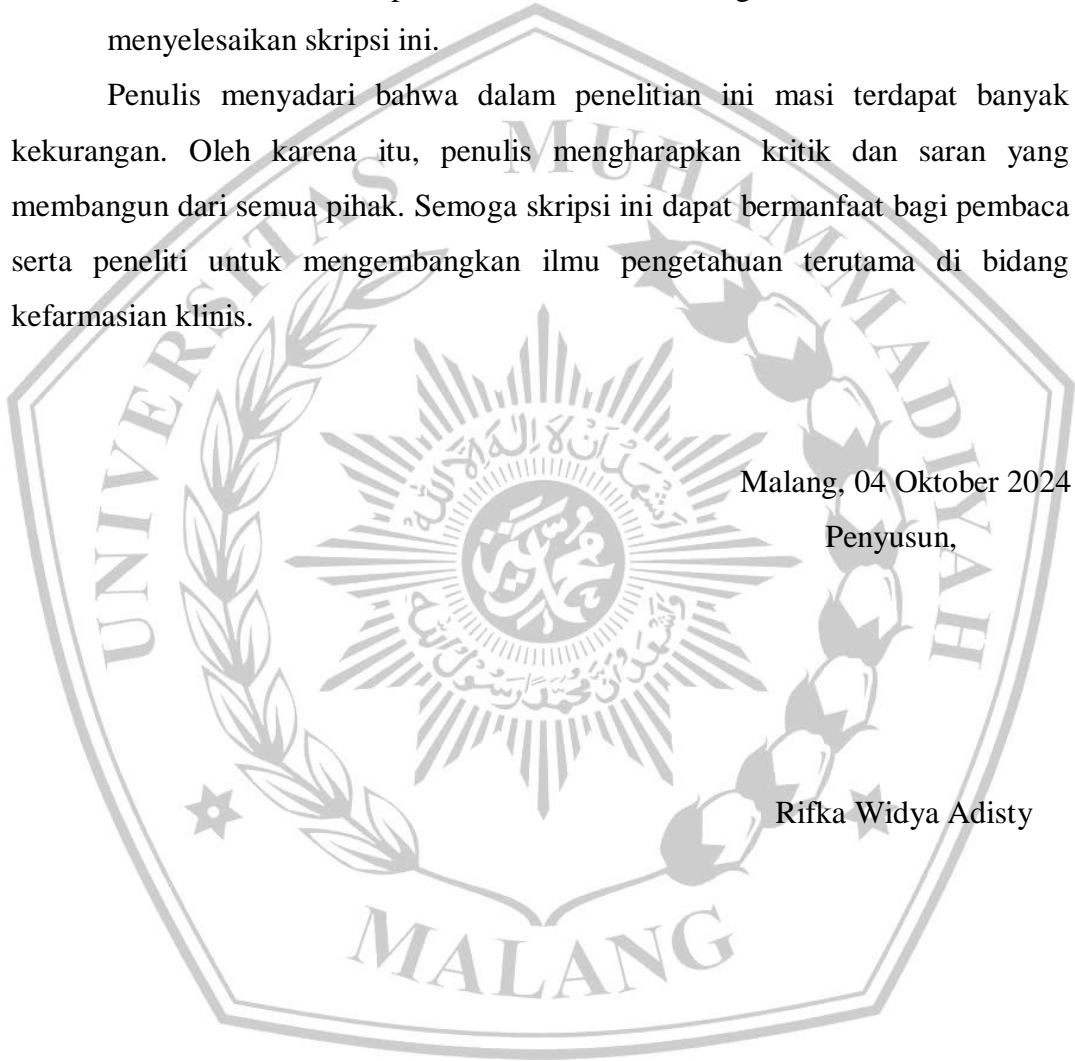 menyelesaikan skripsi ini.
Penulis menyadari bahwa dalam penelitian ini masi terdapat banyak
kekurangan. Oleh karena itu, penulis mengharapkan kritik dan saran yang
membangun dari semua pihak. Semoga skripsi ini dapat bermanfaat bagi pembaca
serta peneliti untuk mengembangkan ilmu pengetahuan terutama di bidang
kefarmasian klinis.
Malang, 04 Oktober 2024
Penyusun,
Rifka Widya Adisty
UNIVERSITAS MUHAMMADIYAH
MALANG